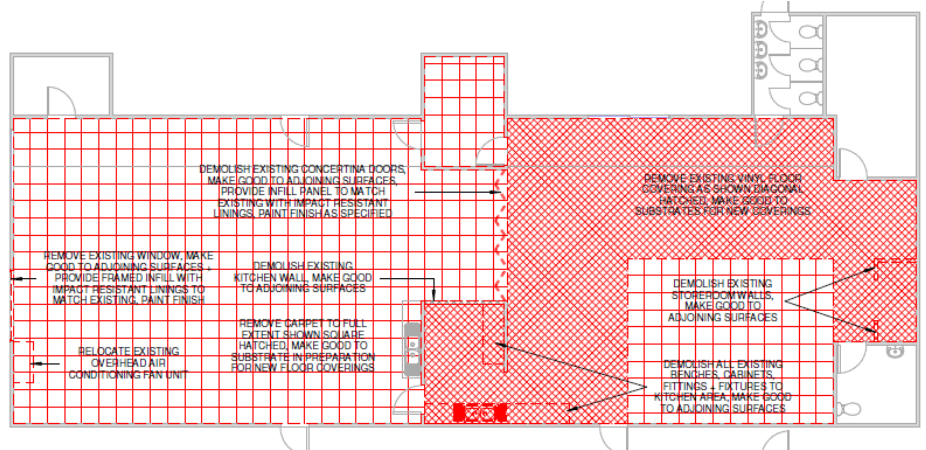 DEMOLISH EXISTING CONCERTINA DOORS,
MAKE GOOD TO ADJOINING SURFACES,
PROVIDE INFILL PANEL TO MATCH
EXISTING WITH IMPACT RESISTANT
LININGS, PAINT FINISH AS SPECIFIED
REMOVE EXISTING VINYL FLOOR
COVERING AS SHOWN DIAGONAL
HATCHED, MAKE GOOD TO
SUBSTRATES FOR NEW COVERINGS
REMOVE EXISTING WINDOW, MAKE
GOOD TO ADJOINING SURFACES +
PROVIDE FRAMED INFILL WITH
IMPACT RESISTANT LININGS TO
MATCH EXISTING, PAINT FINISH
DEMOLISH EXISTING
KITCHEN WALL, MAKE GOOD
TO ADJOINING SURFACES
DEMOLISH EXISTING
STOREROOM WALLS,
MAKE GOOD TO
ADJOINING SURFACES
REMOVE CARPET TO FULL
EXTENT SHOWN SQUARE
HATCHED, MAKE GOOD TO
SUBSTRATE IN PREPARATION
FOR NEW FLOOR COVERINGS
RELOCATE EXISTING
OVERHEAD AIR
CONDITIONING FAN UNIT
DEMOLISH ALL EXISTING
BENCHES, CABINETS,
FITTINGS + FIXTURES TO
KITCHEN AREA, MAKE GOOD
TO ADJOINING SURFACES